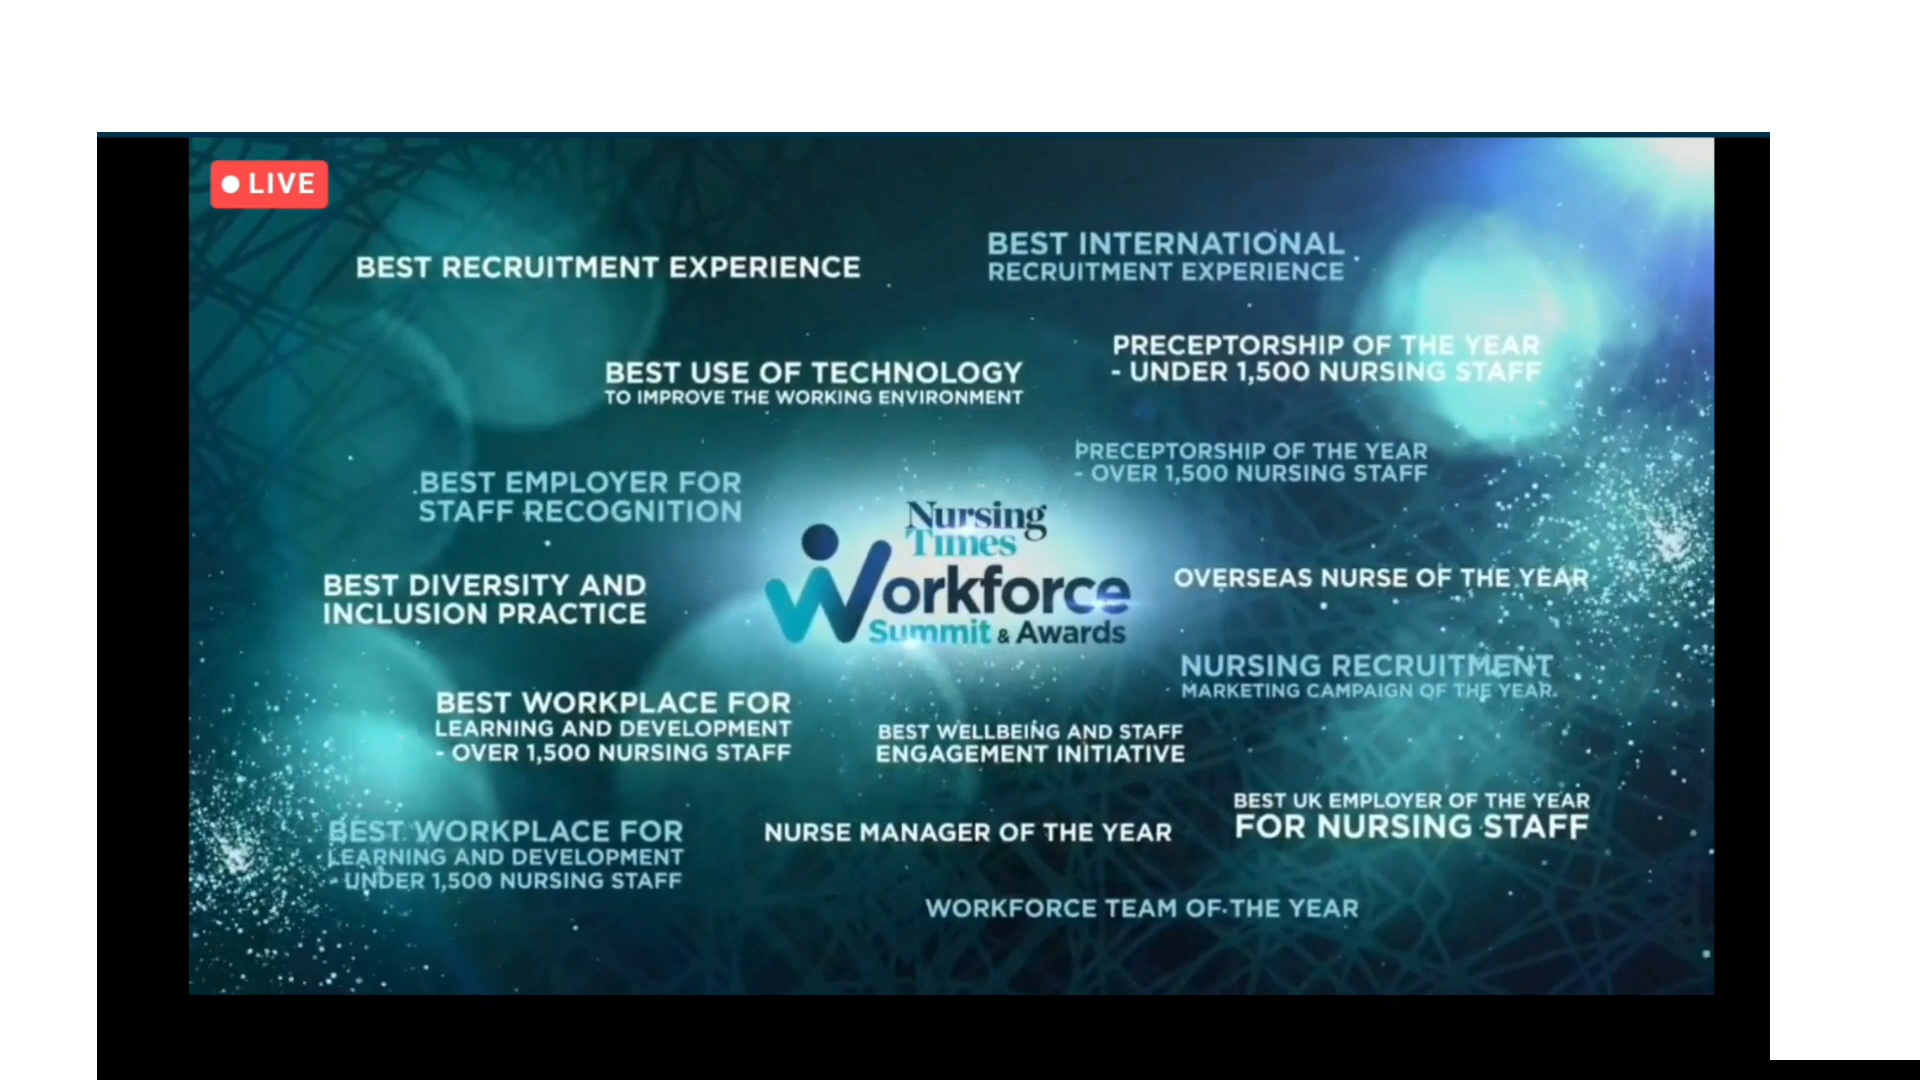 LIVE
BEST RECRUITMENT EXPERIENCE
BEST INTERNATIONAL
RECRUITMENT EXPERIENCE
BEST USE OF TECHNOLOGY
TO IMPROVE THE WORKING ENVIRONMENT
PRECEPTORSHIP OF THE YEAR
- UNDER 1,500 NURSING STAFF
BEST EMPLOYER FOR
STAFF RECOGNITION
PRECEPTORSHIP OF THE YEAR
- OVER 1,500 NURSING STAFF
Nursing
Times
Workforce
Summit & Awards
BEST DIVERSITY AND
INCLUSION PRACTICE
OVERSEAS NURSE OF THE YEAR
NURSING RECRUITMENT
MARKETING CAMPAIGN OF THE YEAR
BEST WORKPLACE FOR
LEARNING AND DEVELOPMENT
- OVER 1,500 NURSING STAFF
BEST WELLBEING AND STAFF
ENGAGEMENT INITIATIVE
BEST WORKPLACE FOR
LEARNING AND DEVELOPMENT
- UNDER 1,500 NURSING STAFF
NURSE MANAGER OF THE YEAR
BEST UK EMPLOYER OF THE YEAR
FOR NURSING STAFF
WORKFORCE TEAM OF THE YEAR